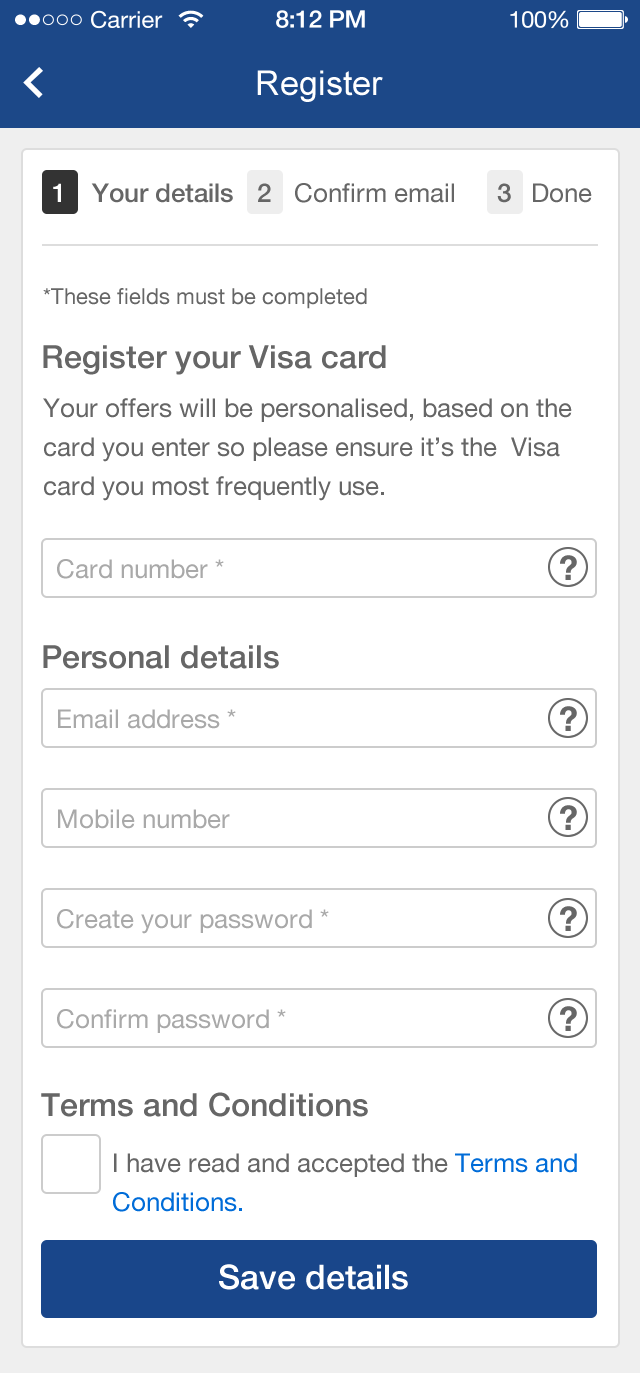 Carrier 8:12 PM 100%
Register
1 Your details 2 Confirm email 3 Done
*These fields must be completed
Register your Visa card
Your offers will be personalised, based on the
card you enter so please ensure it’s the  Visa
card you most frequently use.
Card number * ?
Personal details
Email address * ?
Mobile number ?
Create your password * ?
Confirm password * ?
Terms and Conditions
I have read and accepted the Terms and
Conditions.
Save details